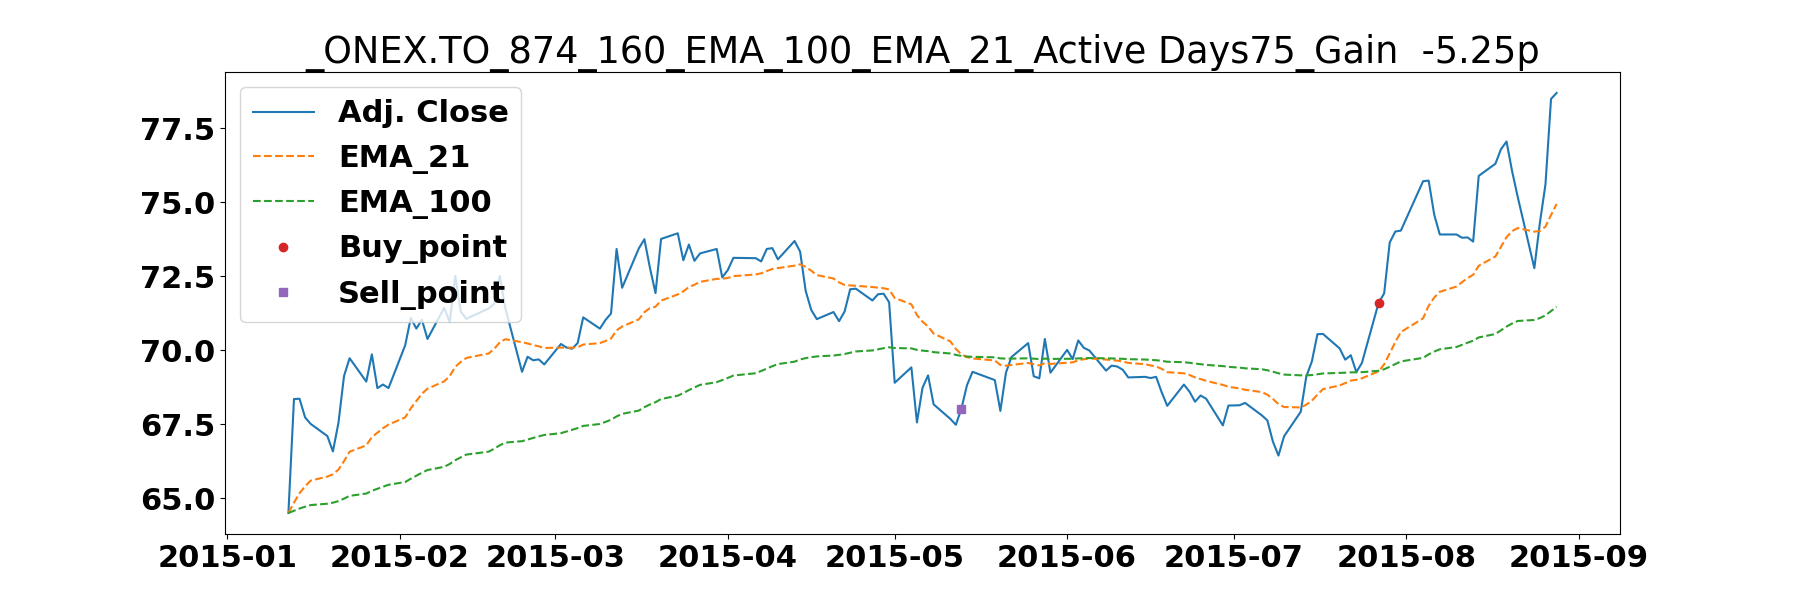 _ONEX.TO_874_160_EMA_100_EMA_21_Active Days75_Gain  -5.25p
Adj. Close
EMA_21
EMA_100
Buy_point
Sell_point
77.5
75.0
72.5
70.0
67.5
65.0
2015-01 2015-02 2015-03 2015-04 2015-05 2015-06 2015-07 2015-08 2015-09